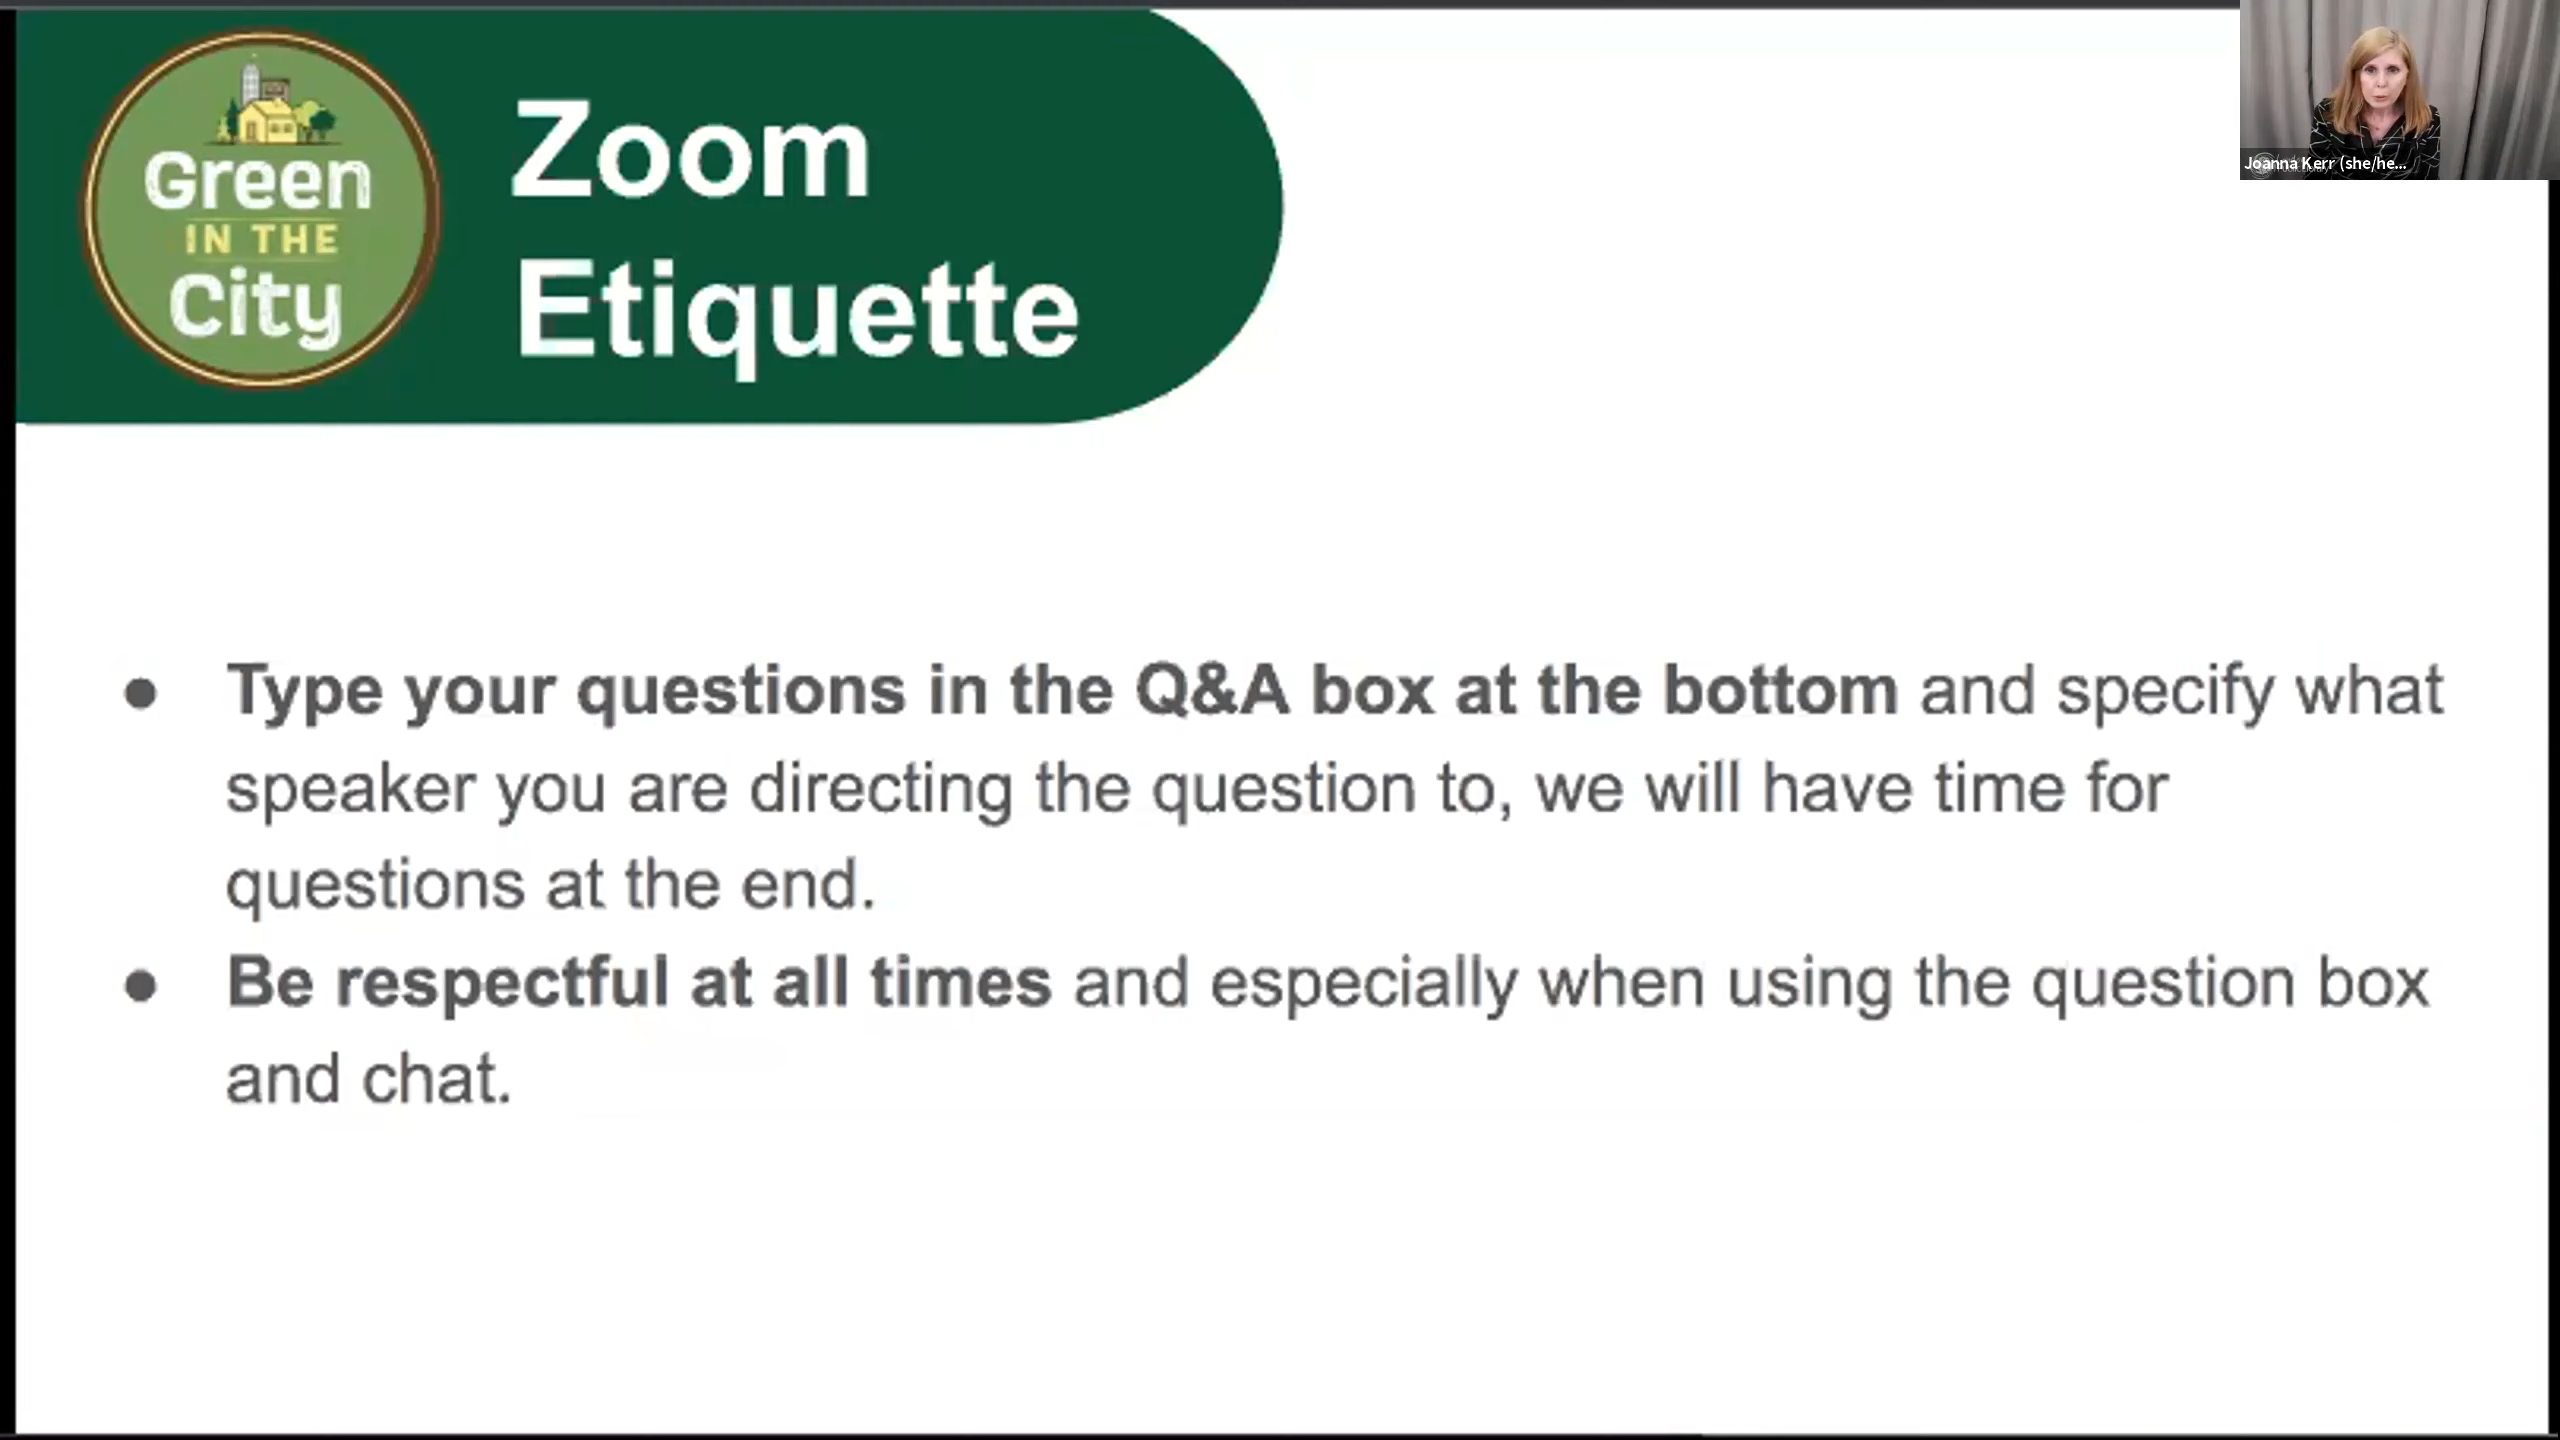 Green
IN THE
City
Zoom
Etiquette
Joanna Kerr (she/he...
● Type your questions in the Q&A box at the bottom and specify what
speaker you are directing the question to, we will have time for
questions at the end.
● Be respectful at all times and especially when using the question box
and chat.